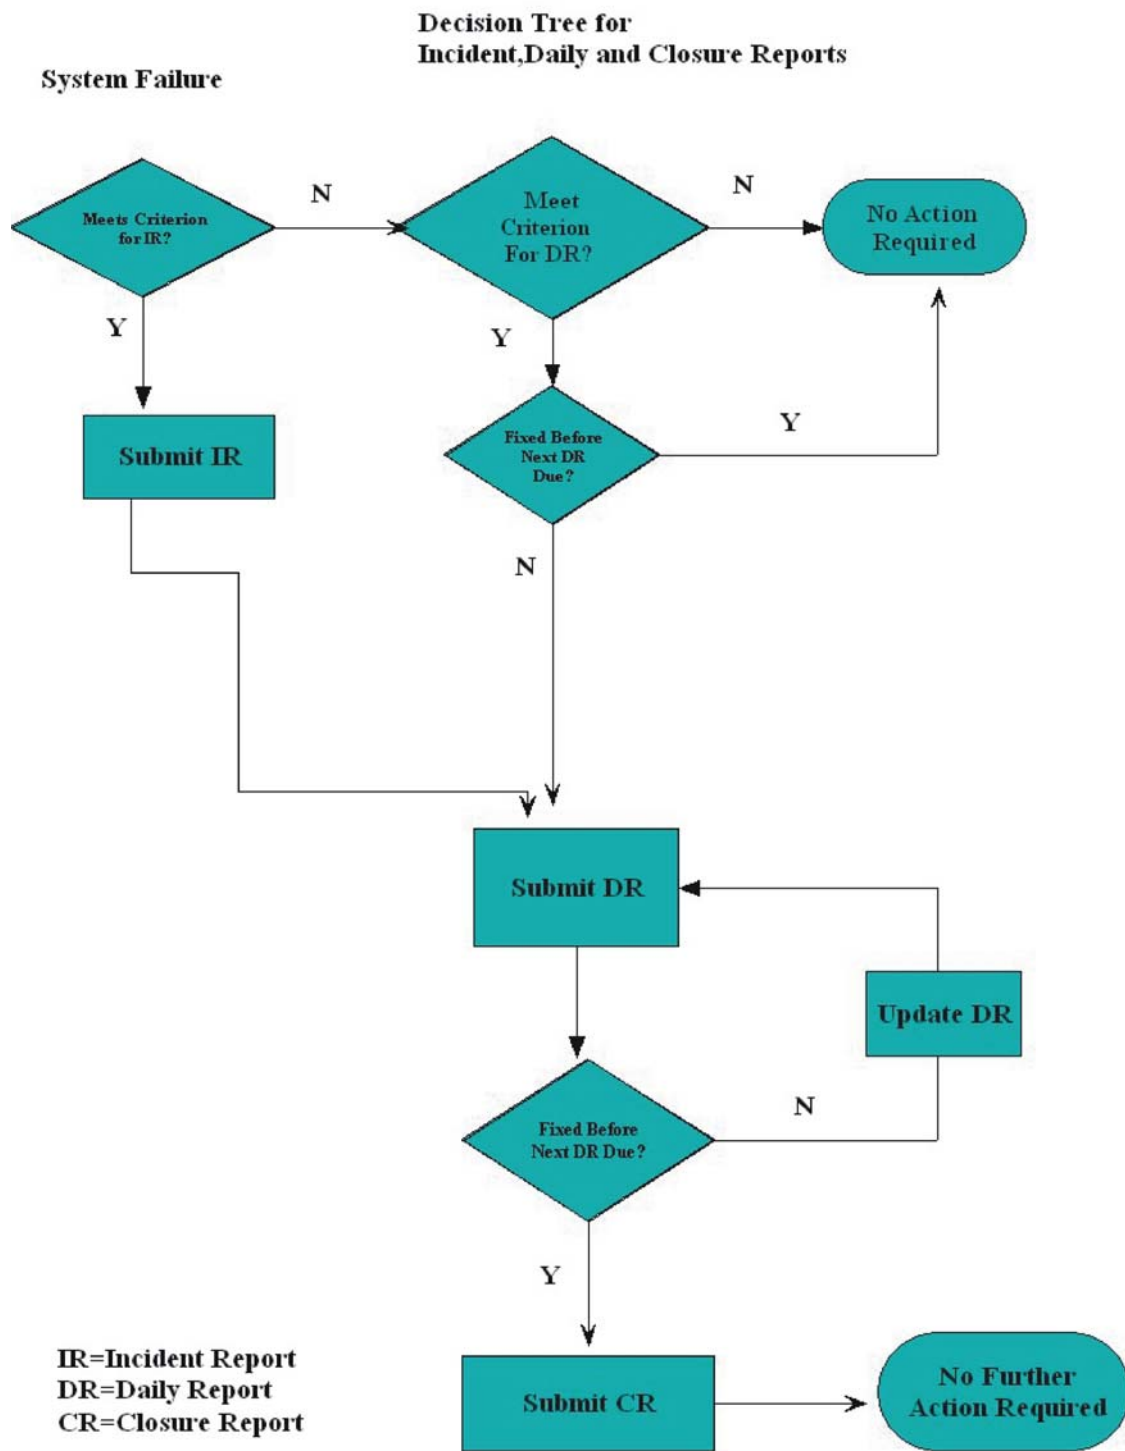 Decision Tree for
Incident,Daily and Closure Reports
System Failure
Meets Criterion
for IR?
N
Meet
Criterion
For DR?
N
No Action
Required
Y
Y
Submit IR
Fixed Before
Next DR
Due?
Y
N
Submit DR
Update DR
Fixed Before
Next DR Due?
N
Y
IR=Incident Report
DR=Daily Report
CR=Closure Report
Submit CR
No Further
Action Required